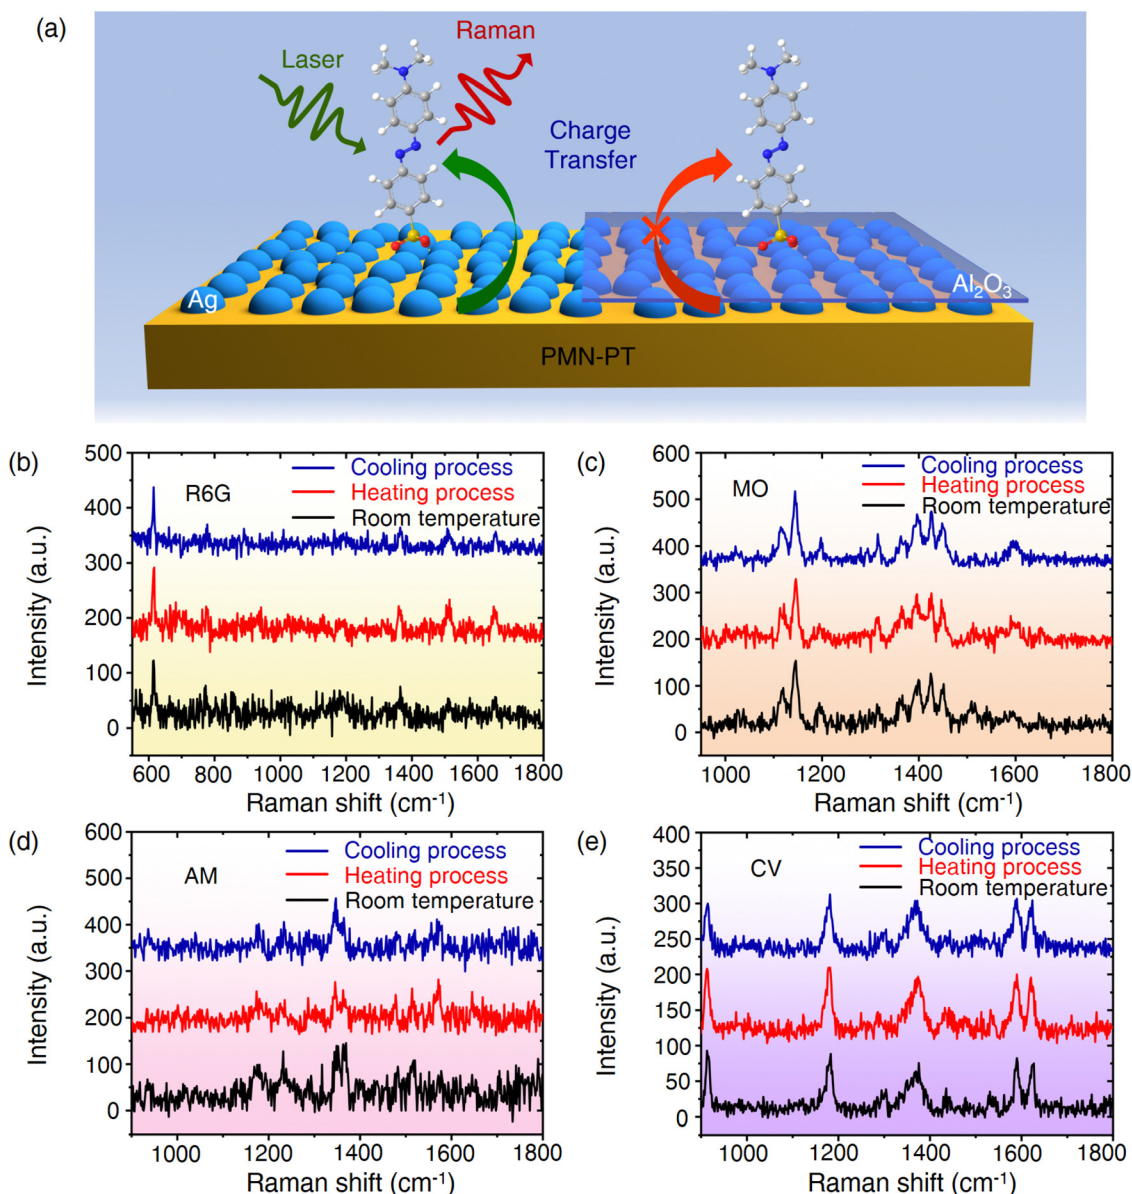 (a)
Raman
Laser
Charge
Transfer
Ag
Al₂O₃
PMN-PT
(b)
500
400
300
200
100
0
600 800 1000 1200 1400 1600 1800
Intensity (a.u.)
Raman shift (cm⁻¹)
R6G
Cooling process
Heating process
Room temperature
(c)
600
500
400
300
200
100
0
1000 1200 1400 1600 1800
Intensity (a.u.)
Raman shift (cm⁻¹)
MO
Cooling process
Heating process
Room temperature
(d)
600
500
400
300
200
100
0
1000 1200 1400 1600 1800
Intensity (a.u.)
Raman shift (cm⁻¹)
AM
Cooling process
Heating process
Room temperature
(e)
400
350
300
250
200
150
100
50
0
1000 1200 1400 1600 1800
Intensity (a.u.)
Raman shift (cm⁻¹)
CV
Cooling process
Heating process
Room temperature